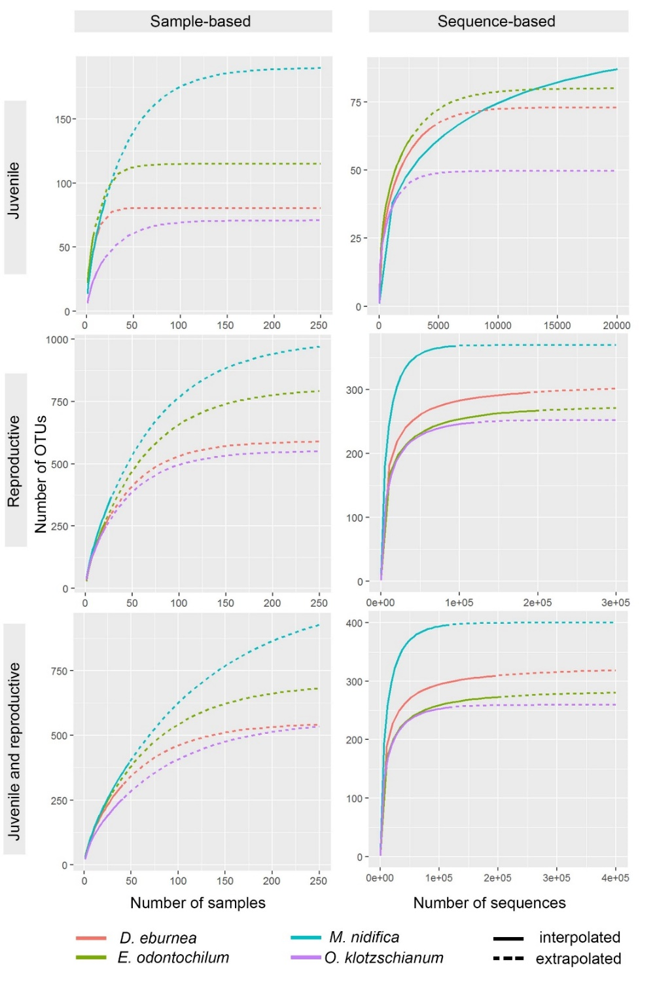 Sample-based
Sequence-based
Juvenile
150
100
50
0
0 50 100 150 200 250
75
50
25
0
0 5000 10000 15000 20000
Reproductive
Number of OTUs
1000
750
500
250
0
0 50 100 150 200 250
300
200
100
0
0e+00 1e+05 2e+05 3e+05
Juvenile and reproductive
750
500
250
0
0 50 100 150 200 250
400
300
200
100
0
0e+00 1e+05 2e+05 3e+05 4e+05
Number of samples
Number of sequences
D. eburnea
M. nidifica
interpolated
E. odontochilum
O. klotzschianum
extrapolated